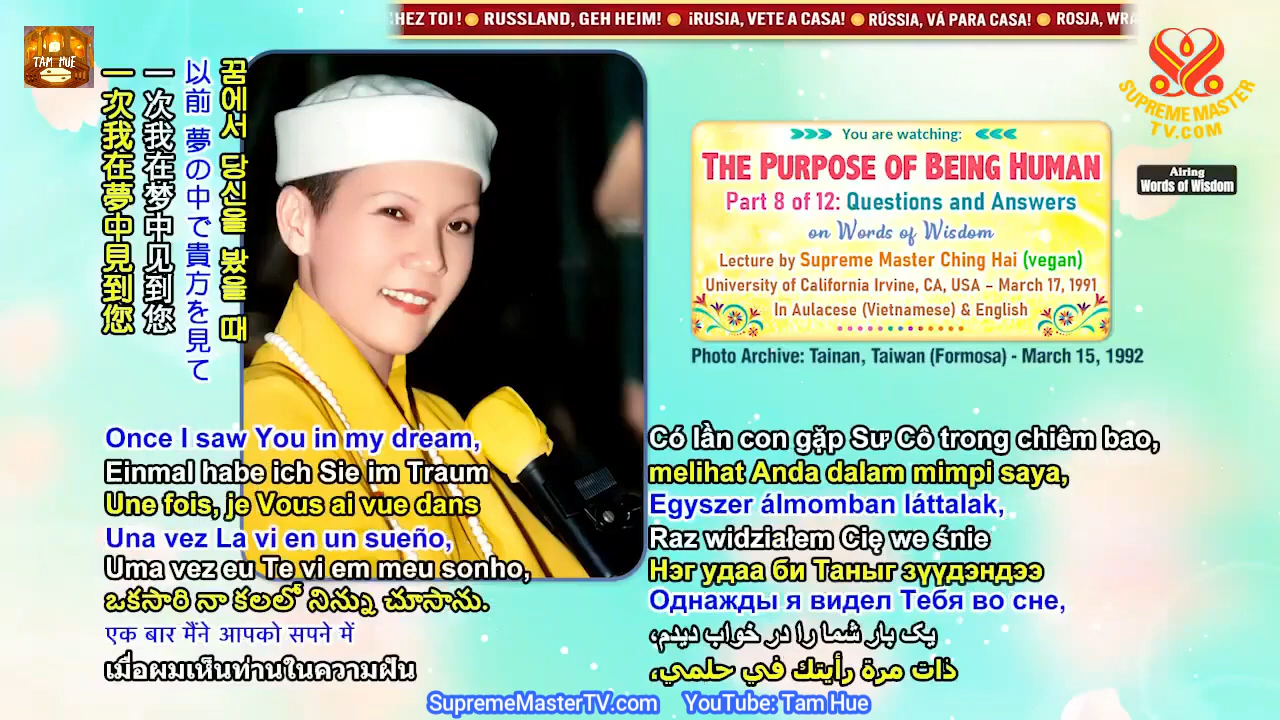 HEZ TOI ! RUSSLAND, GEH HEIM! ¡RUSIA, VETE A CASA! RÚSSIA, VÁ PARA CASA! ROSJA, WRA
TAM HUE
SUPREME MASTER
TV.COM
Airing
Words of Wisdom
一次我在夢中見到您
一次我在梦中见到您
以前 夢の中で貴方を見て
꿈에서 당신을 봤을 때
You are watching:
THE PURPOSE OF BEING HUMAN
Part 8 of 12: Questions and Answers
on Words of Wisdom
Lecture by Supreme Master Ching Hai (vegan)
University of California Irvine, CA, USA – March 17, 1991
In Aulacese (Vietnamese) & English
Photo Archive: Tainan, Taiwan (Formosa) - March 15, 1992
Once I saw You in my dream,
Einmal habe ich Sie im Traum
Une fois, je Vous ai vue dans
Una vez La vi en un sueño,
Uma vez eu Te vi em meu sonho,
ఒకసారి నా కలలో నిన్ను చూసాను.
एक बार मैंने आपको सपने में
เมื่อผมเห็นท่านในความฝัน
Có lần con gặp Sư Cô trong chiêm bao,
melihat Anda dalam mimpi saya,
Egyszer álmomban láttalak,
Raz widziałem Cię we śnie
Нэг удаа би Таныг зүүдэндээ
Однажды я видел Тебя во сне,
یک بار شما را در خواب دیدم،
ذات مرة رأيتك في حلمي،
SupremeMasterTV.com YouTube: Tam Hue